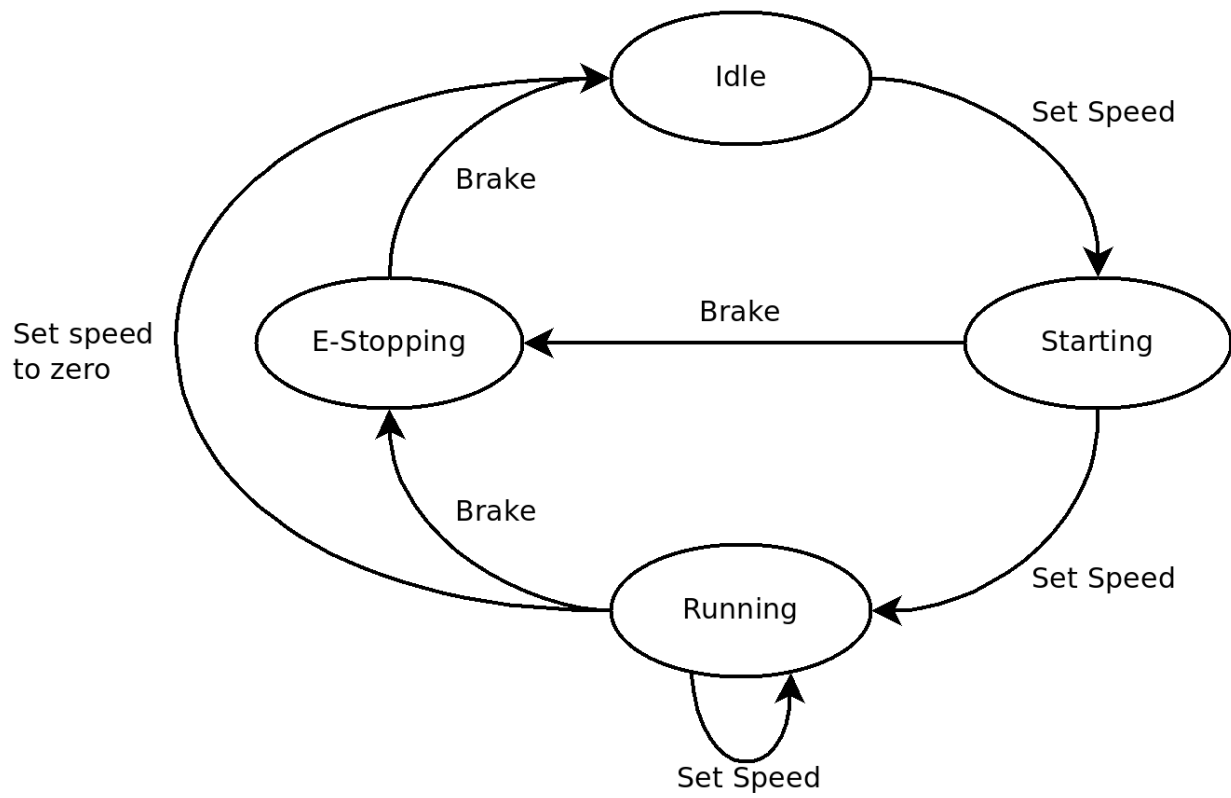 Idle
Set Speed
Brake
Set speed
to zero
E-Stopping
Brake
Starting
Brake
Set Speed
Running
Set Speed